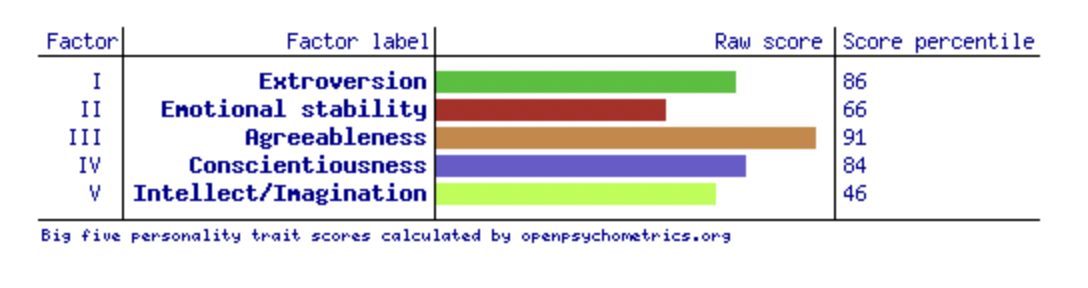 Factor Factor label Raw score Score percentile
I Extroversion 86
II Emotional stability 66
III Agreeableness 91
IV Conscientiousness 84
V Intellect/Imagination 46
Big five personality trait scores calculated by openpsychometrics.org